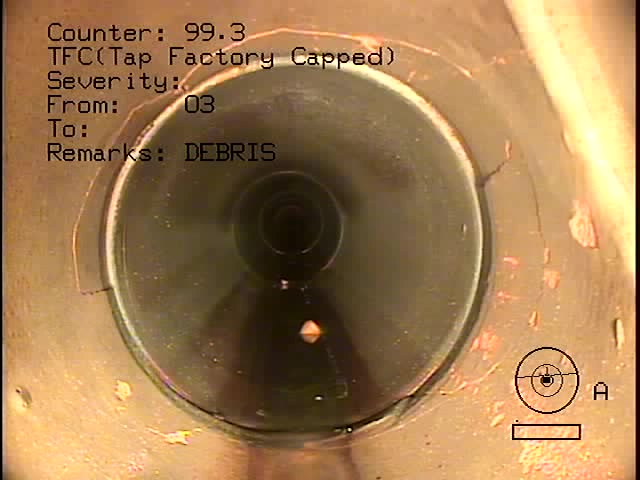 Counter: 99.3
TFC(Tap Factory Capped)
Severity:
From: 03
To:
Remarks: DEBRIS
A